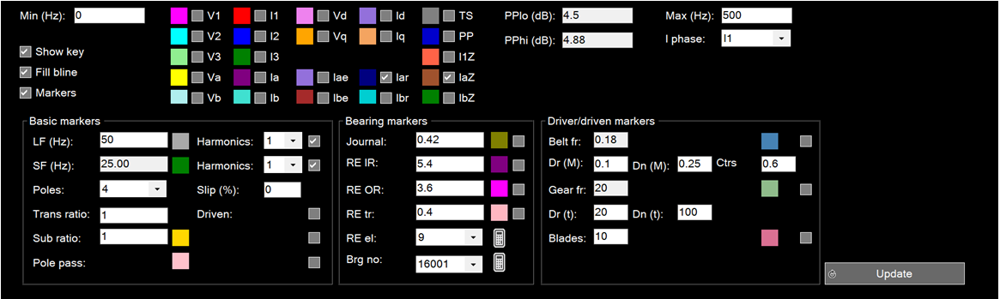 Min (Hz): 0 V1 I1 Vd Id TS PPlo (dB): 4.5 Max (Hz): 500
V2 I2 Vq Iq PP PPhi (dB): 4.88 I phase: I1
Show key V3 I3 I1Z
Fill bline Va Ia Iae Iar IaZ
Markers Vb Ib Ibe Ibr IbZ
Basic markers
LF (Hz): 50 Harmonics: 1
SF (Hz): 25.00 Harmonics: 1
Poles: 4 Slip (%): 0
Trans ratio: 1 Driven:
Sub ratio: 1
Pole pass:
Bearing markers
Journal: 0.42
RE IR: 5.4
RE OR: 3.6
RE tr: 0.4
RE el: 9
Brg no: 16001
Driver/driven markers
Belt fr: 0.18
Dr (M): 0.1 Dn (M): 0.25 Ctrs 0.6
Gear fr: 20
Dr (t): 20 Dn (t): 100
Blades: 10
Update